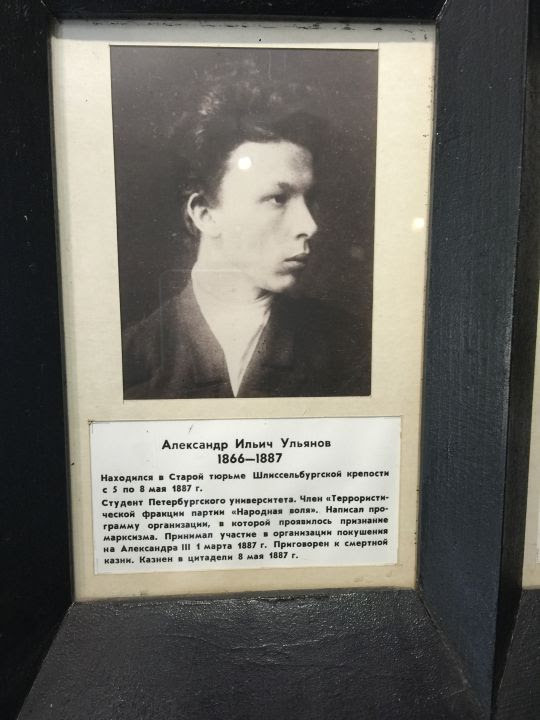 Александр Ильич Ульянов
1866—1887
Находился в Старой тюрьме Шлиссельбургской крепости
с 5 по 8 мая 1887 г.
Студент Петербургского университета. Член «Террористи-
ческой фракции партии «Народная воля». Написал про-
грамму организации, в которой проявилось признание
марксизма. Принимал участие в организации покушения
на Александра III 1 марта 1887 г. Приговорен к смертной
казни. Казнен в цитадели 8 мая 1887 г.